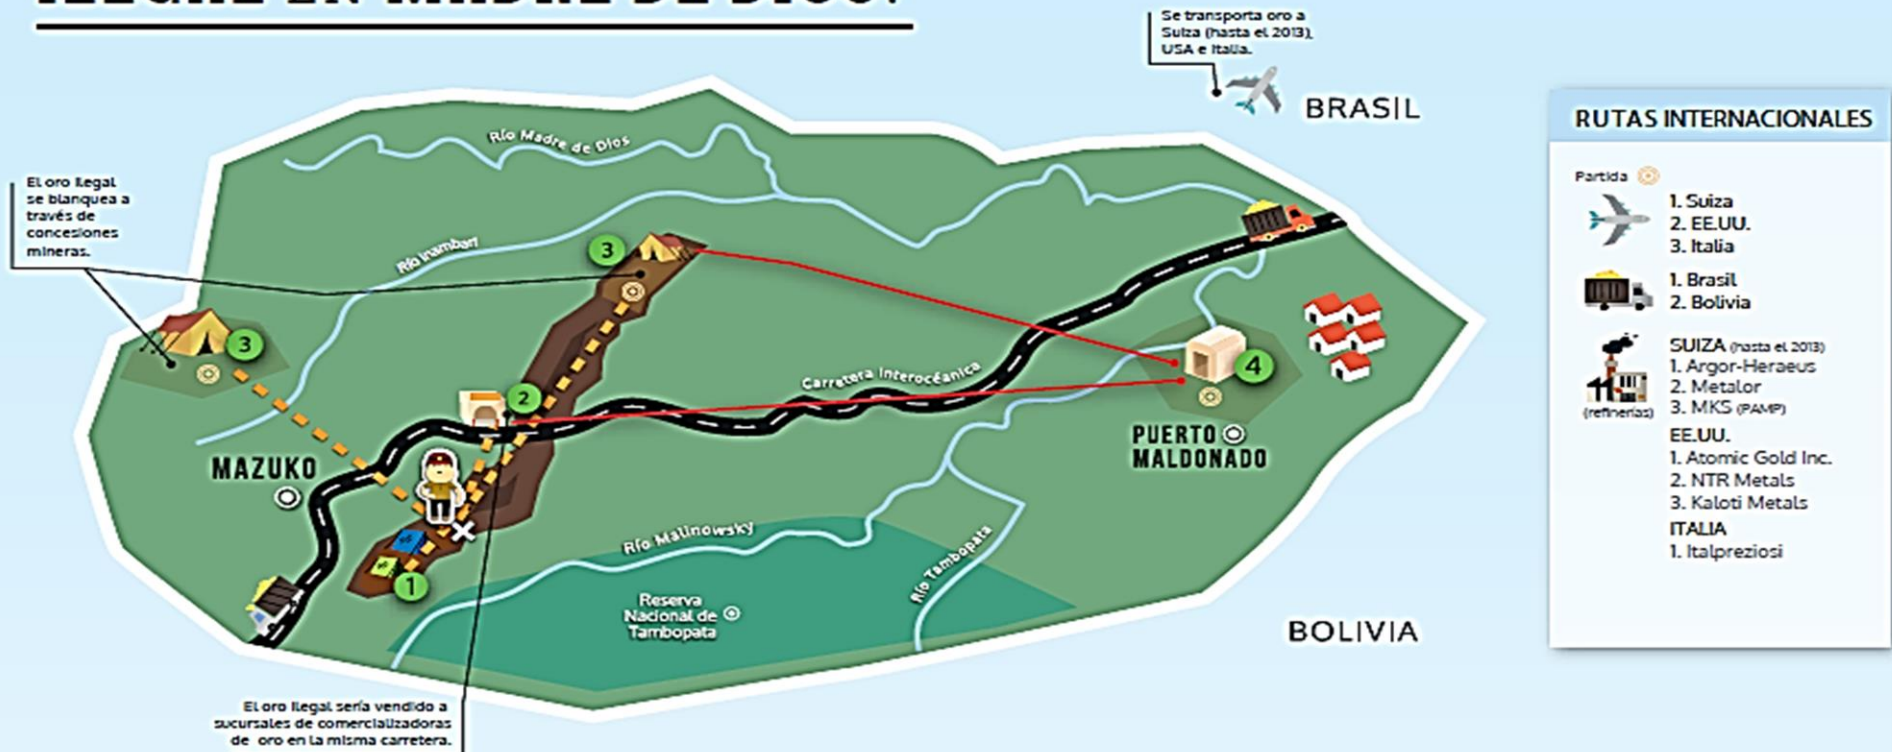 Se transporta oro a
Suiza (hasta el 2013),
USA e Italia.
BRASIL
RUTAS INTERNACIONALES
Partida
1. Suiza
2. EE.UU.
3. Italia
1. Brasil
2. Bolivia
SUIZA (hasta el 2013)
1. Argor-Heraeus
2. Metalor
3. MKS (PAMP)
(refinerías)
EE.UU.
1. Atomic Gold Inc.
2. NTR Metals
3. Kaloti Metals
ITALIA
1. Italpreziosi
Río Madre de Dios
El oro ilegal
se blanquea a
través de
concesiones
mineras.
Río Inambari
3
3
2
Carretera Interoceánica
4
PUERTO
MALDONADO
MAZUKO
1
Río Malinowsky
Río Tambopata
Reserva
Nacional de
Tambopata
BOLIVIA
El oro ilegal sería vendido a
sucursales de comercializadoras
de oro en la misma carretera.